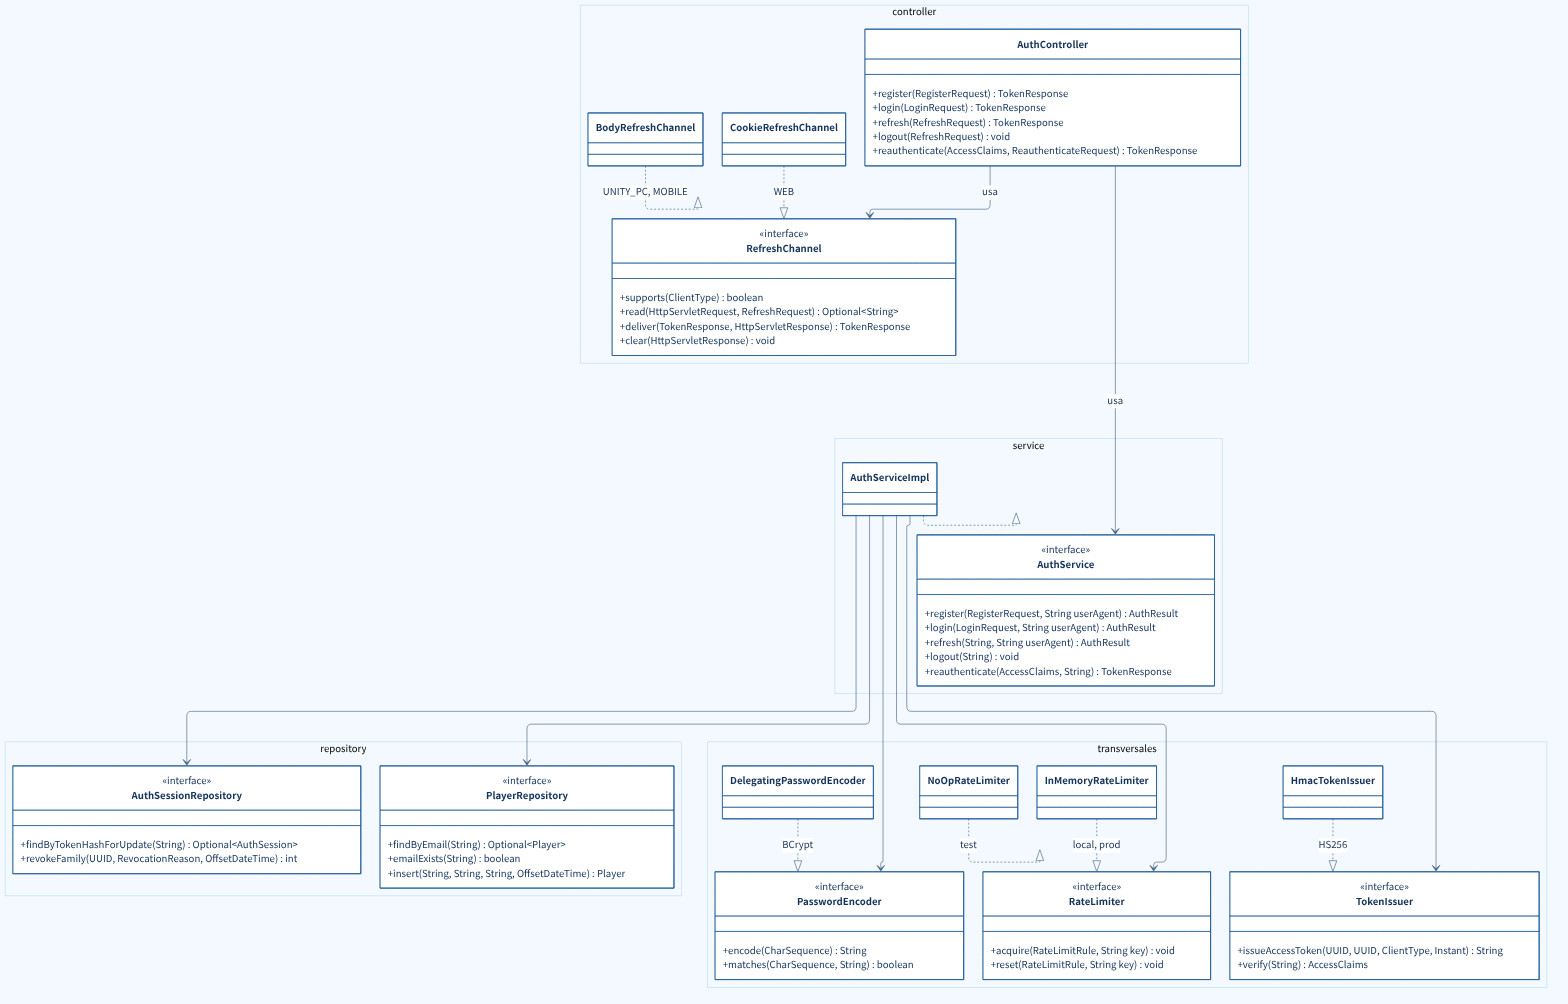 controller
AuthController
+register(RegisterRequest) : TokenResponse
+login(LoginRequest) : TokenResponse
+refresh(RefreshRequest) : TokenResponse
+logout(RefreshRequest) : void
+reauthenticate(AccessClaims, ReauthenticateRequest) : TokenResponse
BodyRefreshChannel
CookieRefreshChannel
UNITY_PC, MOBILE
WEB
usa
«interface»
RefreshChannel
+supports(ClientType) : boolean
+read(HttpServletRequest, RefreshRequest) : Optional<String>
+deliver(TokenResponse, HttpServletResponse) : TokenResponse
+clear(HttpServletResponse) : void
usa
service
AuthServiceImpl
«interface»
AuthService
+register(RegisterRequest, String userAgent) : AuthResult
+login(LoginRequest, String userAgent) : AuthResult
+refresh(String, String userAgent) : AuthResult
+logout(String) : void
+reauthenticate(AccessClaims, String) : TokenResponse
repository
«interface»
AuthSessionRepository
+findByTokenHashForUpdate(String) : Optional<AuthSession>
+revokeFamily(UUID, RevocationReason, OffsetDateTime) : int
«interface»
PlayerRepository
+findByEmail(String) : Optional<Player>
+emailExists(String) : boolean
+insert(String, String, String, OffsetDateTime) : Player
transversales
DelegatingPasswordEncoder
NoOpRateLimiter
InMemoryRateLimiter
HmacTokenIssuer
BCrypt
test
local, prod
HS256
«interface»
PasswordEncoder
+encode(CharSequence) : String
+matches(CharSequence, String) : boolean
«interface»
RateLimiter
+acquire(RateLimitRule, String key) : void
+reset(RateLimitRule, String key) : void
«interface»
TokenIssuer
+issueAccessToken(UUID, UUID, ClientType, Instant) : String
+verify(String) : AccessClaims